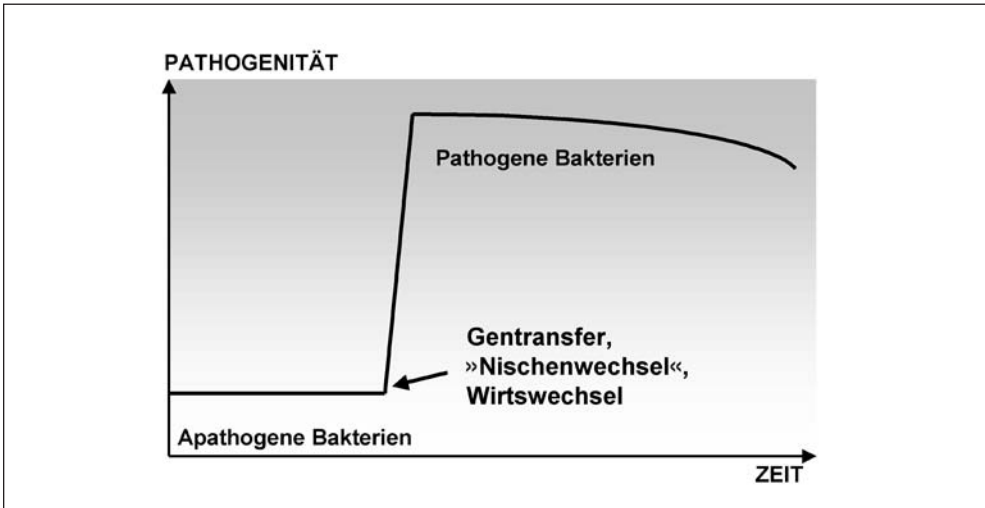 PATHOGENITÄT
Pathogene Bakterien
Gentransfer,
»Nischenwechsel«,
Wirtswechsel
Apathogene Bakterien
ZEIT